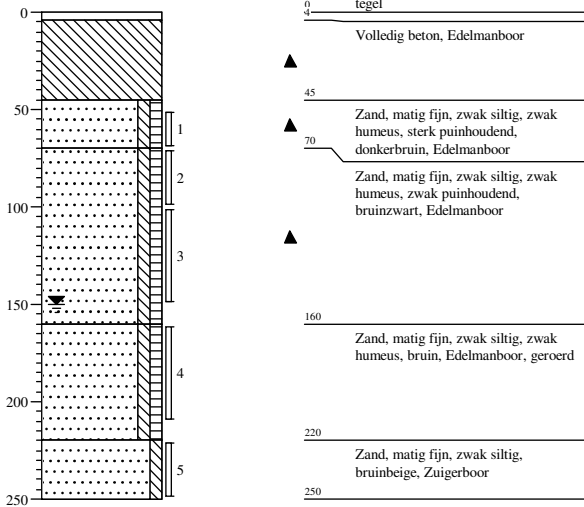 0
50
100
150
200
250
1
2
3
4
5
0
tegel
4
Volledig beton, Edelmanboor
45
Zand, matig fijn, zwak siltig, zwak
humeus, sterk puinhoudend,
donkerbruin, Edelmanboor
70
Zand, matig fijn, zwak siltig, zwak
humeus, zwak puinhoudend,
bruinzwart, Edelmanboor
160
Zand, matig fijn, zwak siltig, zwak
humeus, bruin, Edelmanboor, geroerd
220
Zand, matig fijn, zwak siltig,
bruinbeige, Zuigerboor
250